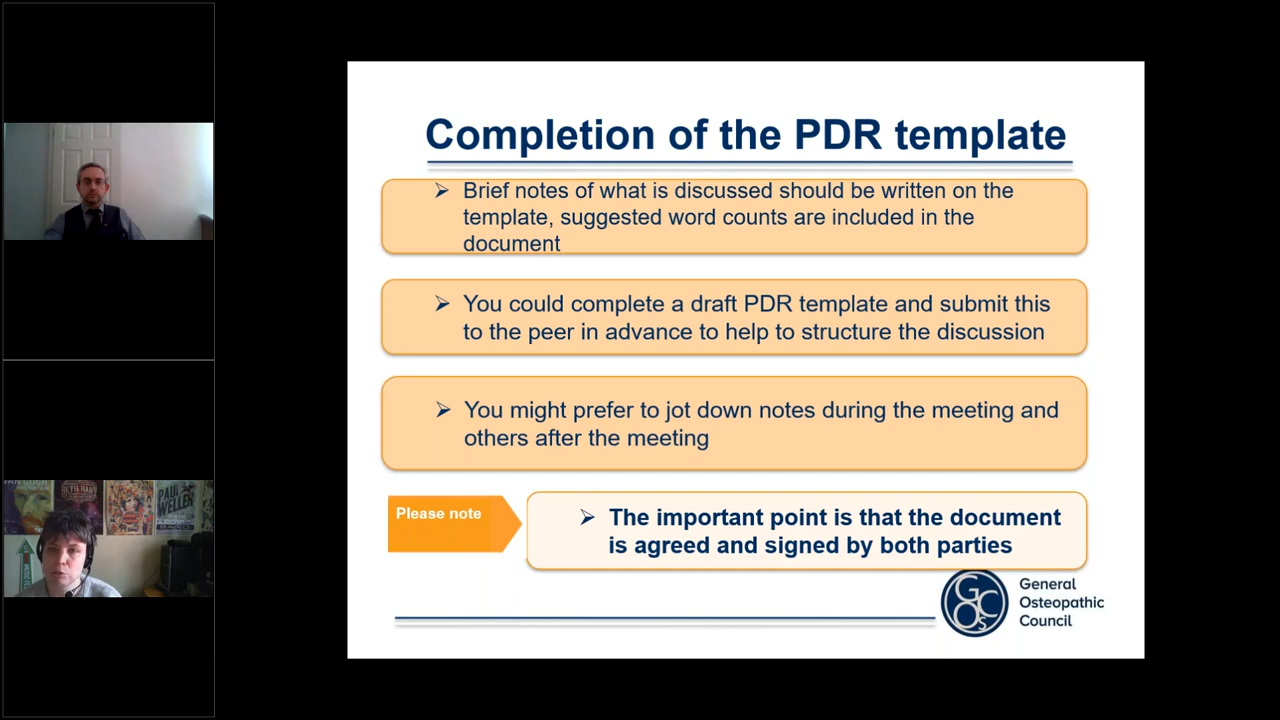 Completion of the PDR template
➢ Brief notes of what is discussed should be written on the
template, suggested word counts are included in the
document
➢ You could complete a draft PDR template and submit this
to the peer in advance to help to structure the discussion
➢ You might prefer to jot down notes during the meeting and
others after the meeting
Please note
➢ The important point is that the document
is agreed and signed by both parties
GOsC
General
Osteopathic
Council
PAUL
WELLER